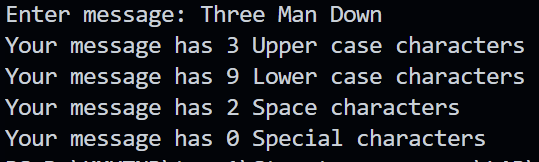 Enter message: Three Man Down
Your message has 3 Upper case characters
Your message has 9 Lower case characters
Your message has 2 Space characters
Your message has 0 Special characters